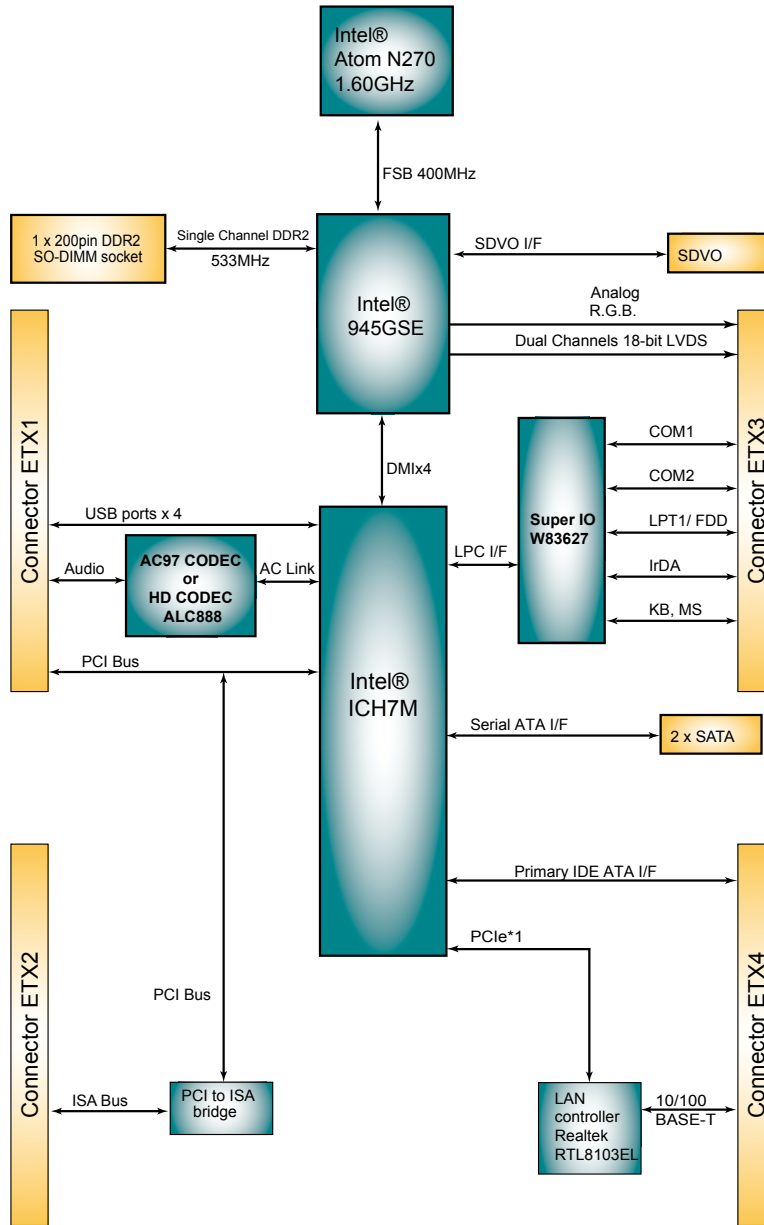 Intel®
Atom N270
1.60GHz
FSB 400MHz
1 x 200pin DDR2
SO-DIMM socket
Single Channel DDR2
533MHz
Intel®
945GSE
SDVO I/F
SDVO
Analog
R.G.B.
Dual Channels 18-bit LVDS
Connector ETX1
Connector ETX3
DMIx4
USB ports x 4
Audio
AC97 CODEC
or
HD CODEC
ALC888
AC Link
PCI Bus
Intel®
ICH7M
LPC I/F
Super IO
W83627
COM1
COM2
LPT1/ FDD
IrDA
KB, MS
Serial ATA I/F
2 x SATA
Primary IDE ATA I/F
PCIe*1
Connector ETX2
Connector ETX4
PCI Bus
ISA Bus
PCI to ISA
bridge
LAN
controller
Realtek
RTL8103EL
10/100
BASE-T